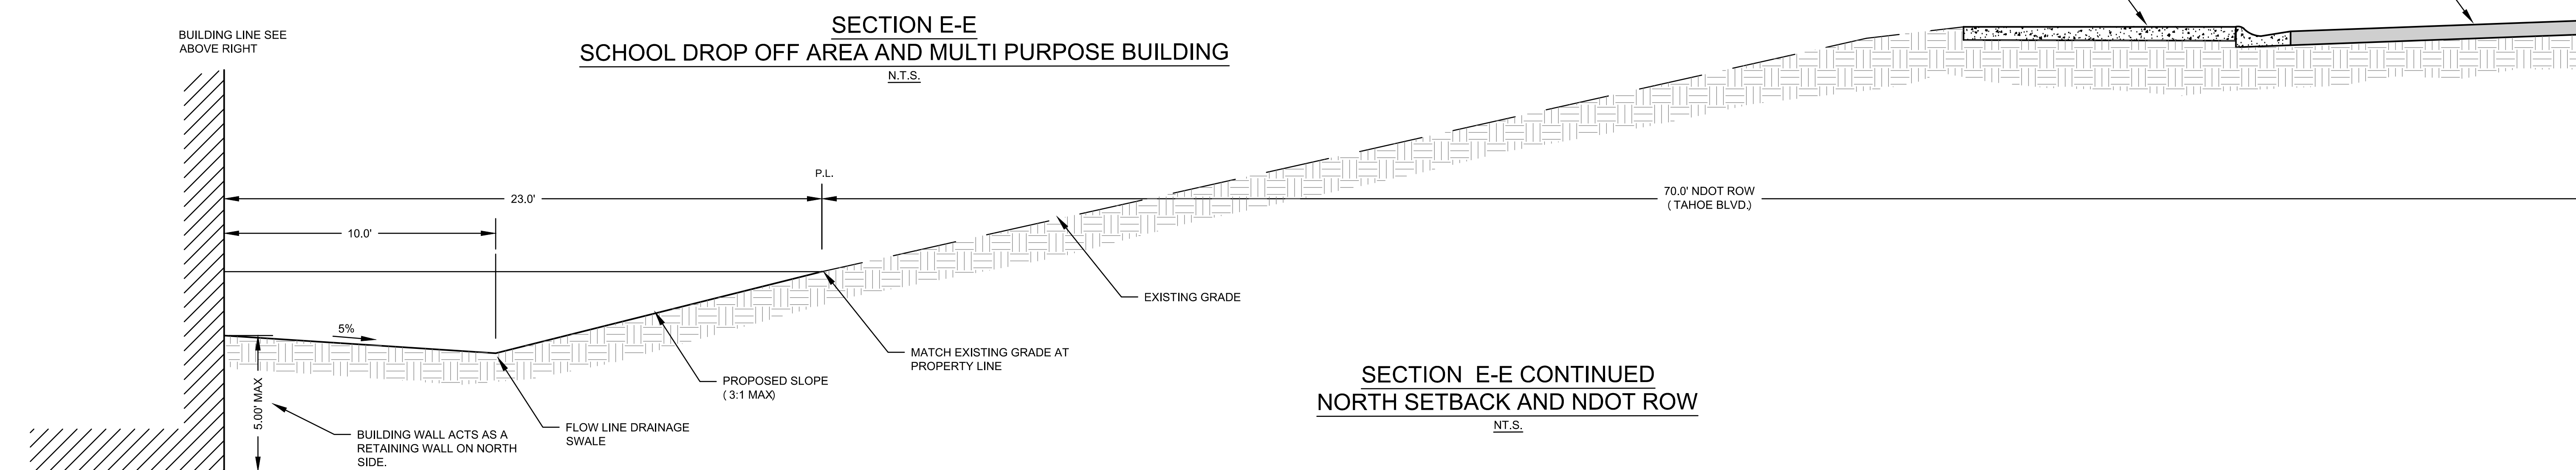 BUILDING LINE SEE
ABOVE RIGHT
SECTION E-E
SCHOOL DROP OFF AREA AND MULTI PURPOSE BUILDING
N.T.S.
P.L.
23.0'
70.0' NDOT ROW
( TAHOE BLVD.)
10.0'
EXISTING GRADE
5%
MATCH EXISTING GRADE AT
PROPERTY LINE
PROPOSED SLOPE
( 3:1 MAX)
SECTION E-E CONTINUED
NORTH SETBACK AND NDOT ROW
NT.S.
5.00' MAX
FLOW LINE DRAINAGE
SWALE
BUILDING WALL ACTS AS A
RETAINING WALL ON NORTH
SIDE.